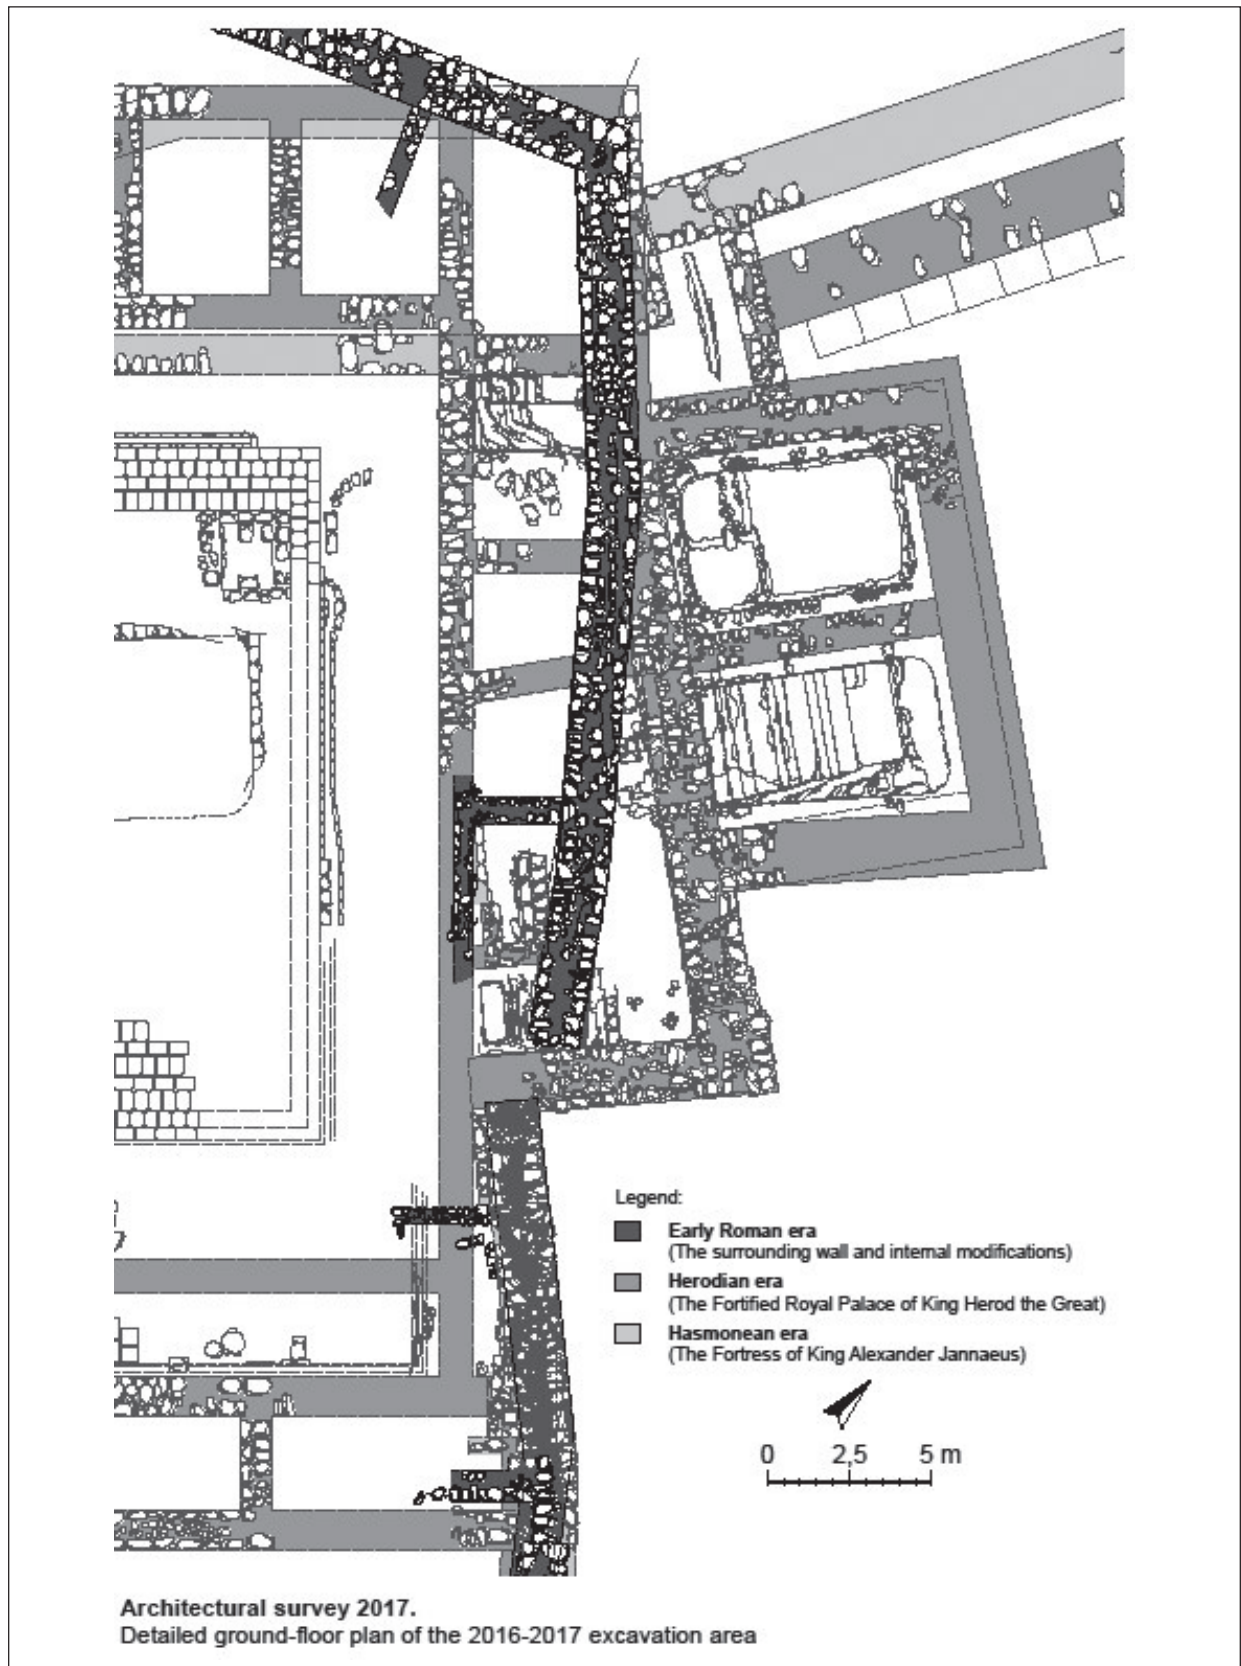 Legend:
Early Roman era
(The surrounding wall and internal modifications)
Herodian era
(The Fortified Royal Palace of King Herod the Great)
Hasmonean era
(The Fortress of King Alexander Jannaeus)
0 2,5 5 m
Architectural survey 2017.
Detailed ground-floor plan of the 2016-2017 excavation area